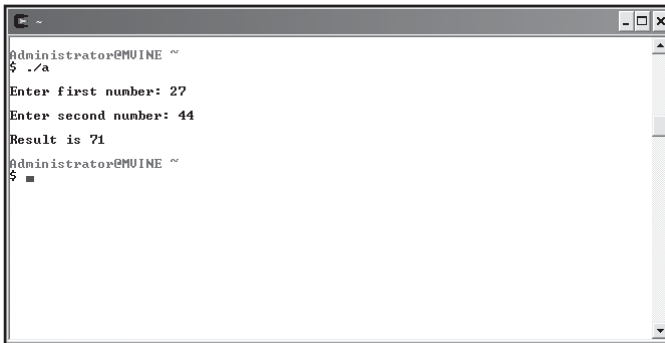 ~
Administrator@MVINE ~
$ ./a
Enter first number: 27
Enter second number: 44
Result is 71
Administrator@MVINE ~
$